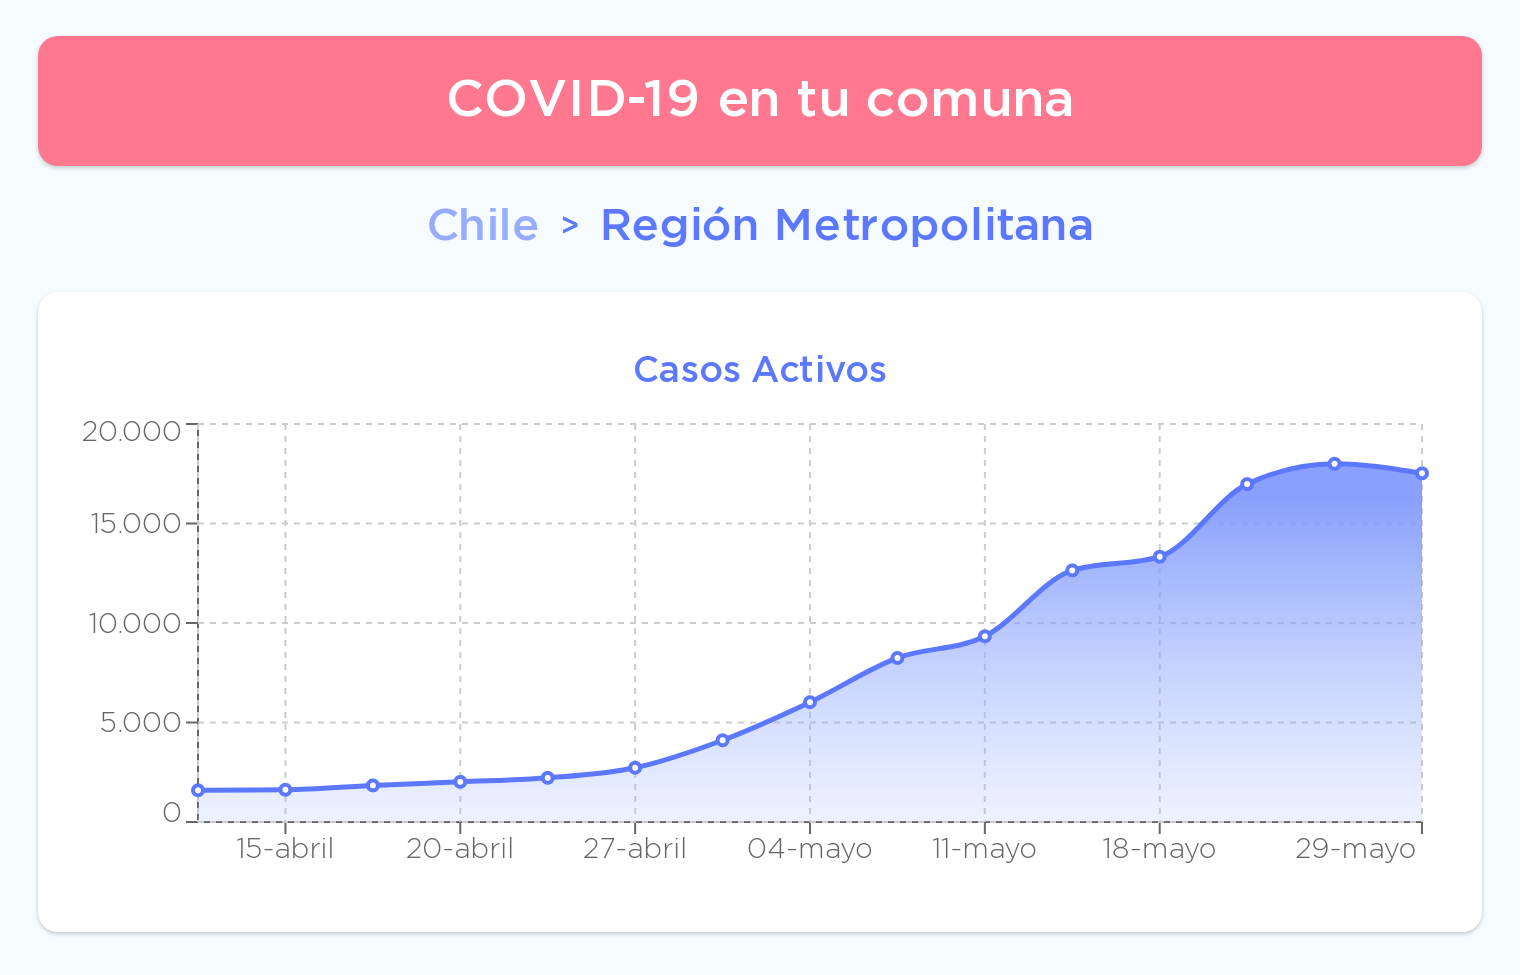 COVID-19 en tu comuna
Chile > Región Metropolitana
Casos Activos
20.000
15.000
10.000
5.000
0
15-abril 20-abril 27-abril 04-mayo 11-mayo 18-mayo 29-mayo